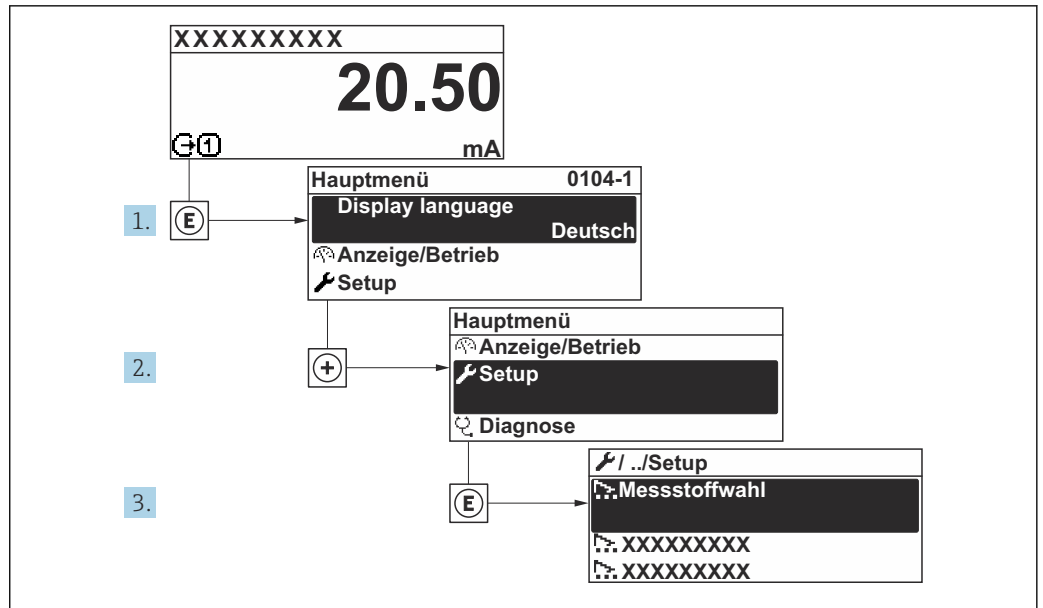 XXXXXXXXX
20.50
1 mA
1. E
Hauptmenü 0104-1
Display language
Deutsch
Anzeige/Betrieb
Setup
2. +
Hauptmenü
Anzeige/Betrieb
Setup
Diagnose
3. E
/ ../Setup
Messstoffwahl
XXXXXXXXX
XXXXXXXXX